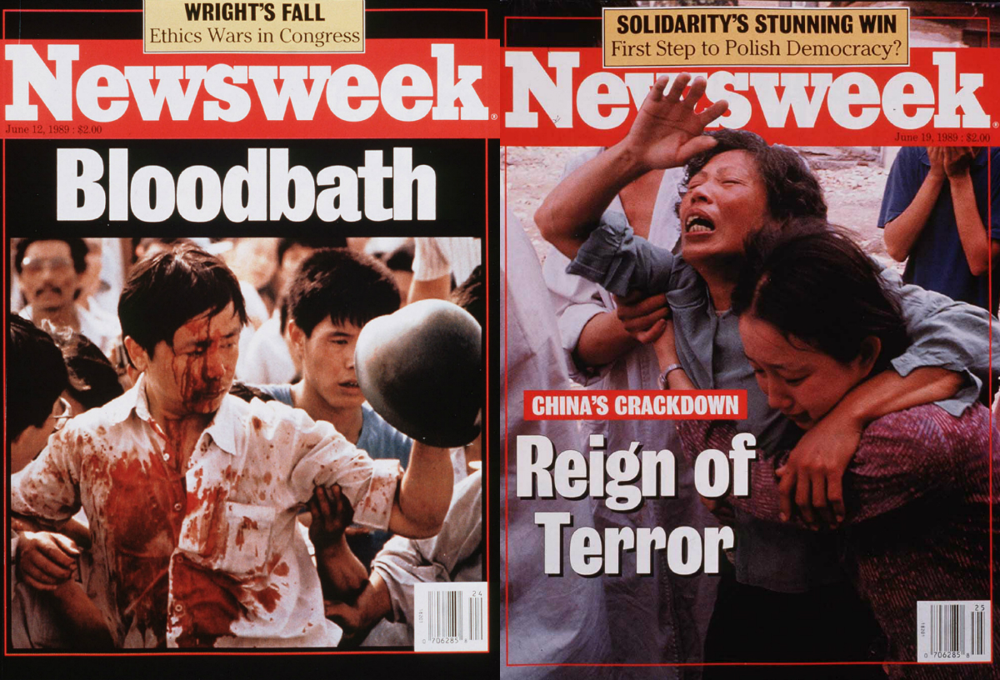 WRIGHT'S FALL
Ethics Wars in Congress
Newsweek®
June 12, 1989 : $2.00
Bloodbath
24
18201
0 706285 8
SOLIDARITY'S STUNNING WIN
First Step to Polish Democracy?
Newsweek®
June 19, 1989 : $2.00
CHINA'S CRACKDOWN
Reign of
Terror
25
18201
0 706285 8